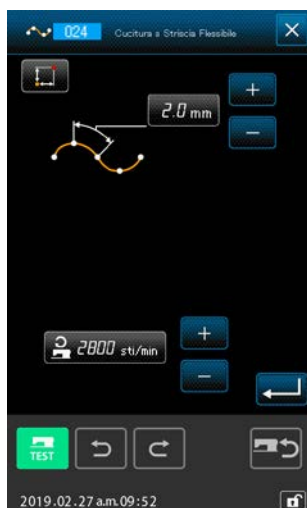 024 Cucitura a Striscia Flessibile
2.0 mm
+
−
2800 sti/min
+
−
TEST
2019.02.27 a.m.09:52